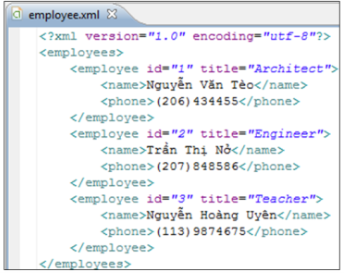 employee.xml
<?xml version="1.0" encoding="utf-8"?>
<employees>
<employee id="1" title="Architect">
<name>Nguyễn Văn Tèo</name>
<phone>(206)434455</phone>
</employee>
<employee id="2" title="Engineer">
<name>Trần Thị Nở</name>
<phone>(207)848586</phone>
</employee>
<employee id="3" title="Teacher">
<name>Nguyễn Hoàng Uyên</name>
<phone>(113)9874675</phone>
</employee>
</employees>